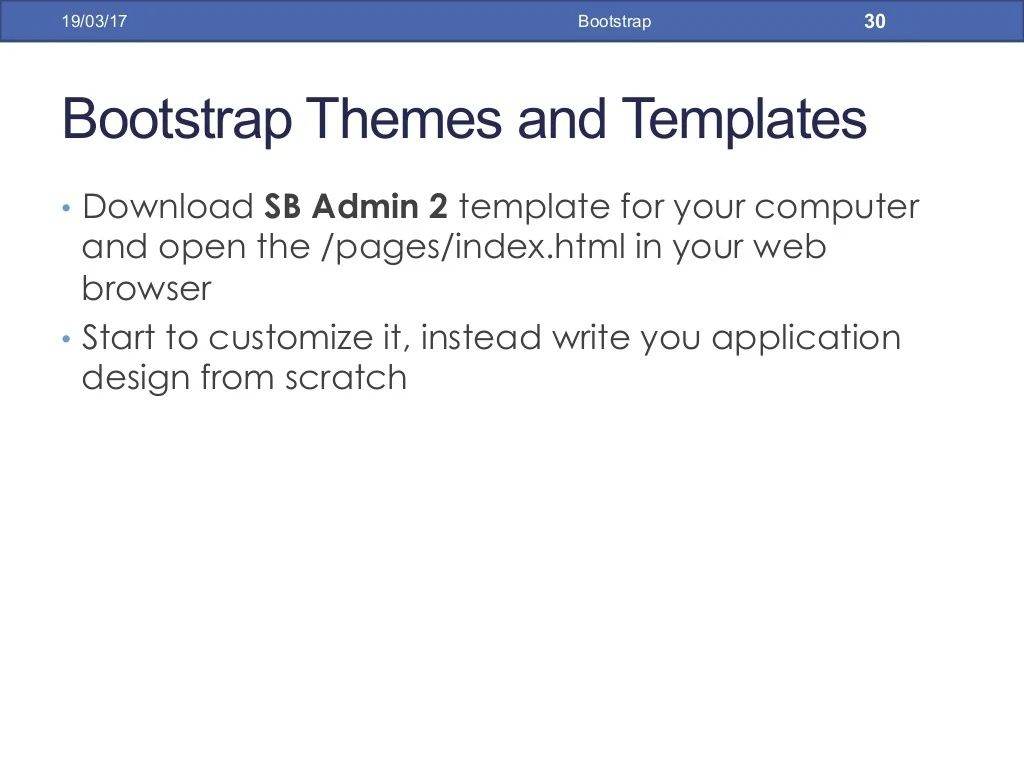 19/03/17 Bootstrap 30
Bootstrap Themes and Templates
• Download SB Admin 2 template for your computer
and open the /pages/index.html in your web
browser
• Start to customize it, instead write you application
design from scratch